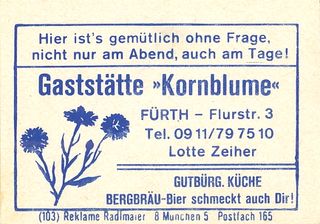 Hier ist's gemütlich ohne Frage,
nicht nur am Abend, auch am Tage!
Gaststätte »Kornblume«
FÜRTH – Flurstr. 3
Tel. 09 11/79 75 10
Lotte Zeiher
GUTBÜRG. KÜCHE
BERGBRÄU-Bier schmeckt auch Dir!
(103) Reklame Radlmaier 8 München 5 Postfach 165